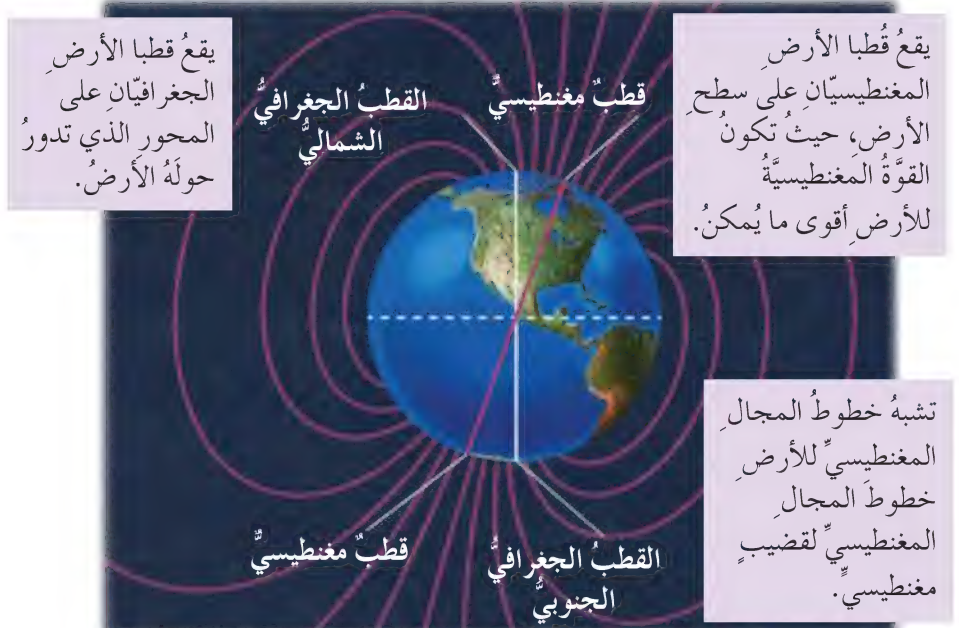 يقعُ قُطبا الأرضِ
المغنطيسيّانِ على سطحِ
الأرضِ، حيثُ تكونُ
القوَّةُ المغنطيسيَّةُ
للأرضِ أقوى ما يُمكنُ.
يقعُ قطبا الأرضِ
الجغرافيّانِ على
المحور الذي تدورُ
حولَهُ الأرضُ.
قطبٌ مغنطيسيٌّ
القطبُ الجغرافيُّ
الشماليُّ
تشبهُ خطوطُ المجالِ
المغنطيسيِّ للأرضِ
خطوطَ المجالِ
المغنطيسيِّ لقضيبٍ
مغنطيسيٍّ.
القطبُ الجغرافيُّ
الجنوبيُّ
قطبٌ مغنطيسيٌّ